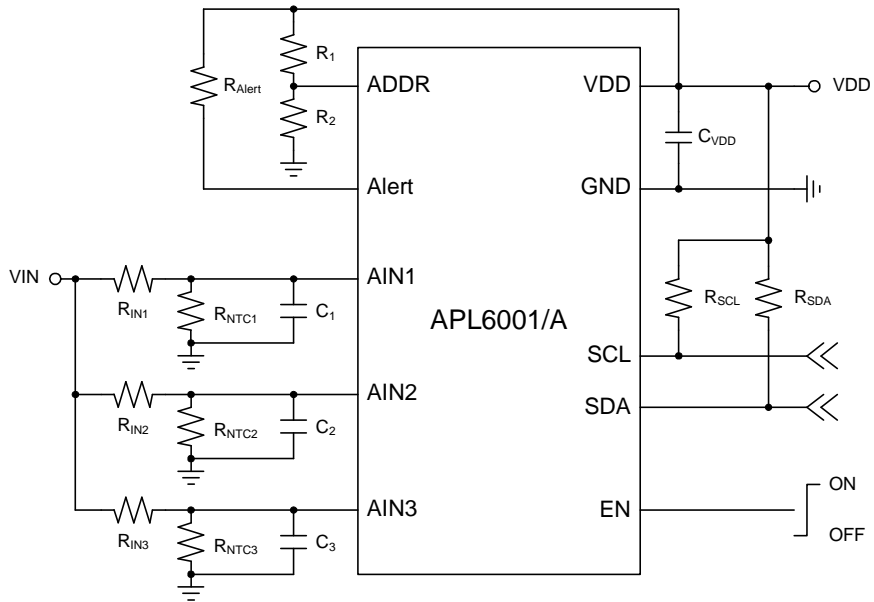 R1
RAlert
ADDR
VDD
VDD
R2
CVDD
Alert
GND
VIN
AIN1
RIN1
RNTC1
C1
APL6001/A
RSCL
RSDA
SCL
AIN2
SDA
RIN2
RNTC2
C2
ON
AIN3
EN
RIN3
RNTC3
C3
OFF